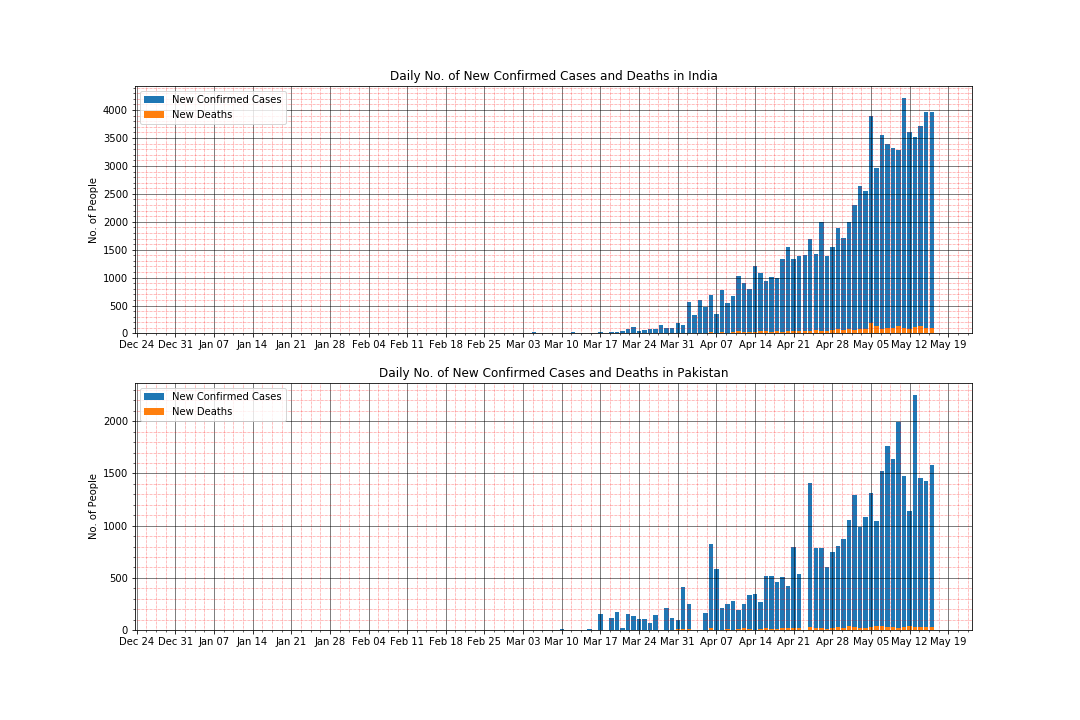 Daily No. of New Confirmed Cases and Deaths in India
New Confirmed Cases
New Deaths
No. of People
4000
3500
3000
2500
2000
1500
1000
500
0
Dec 24 Dec 31 Jan 07 Jan 14 Jan 21 Jan 28 Feb 04 Feb 11 Feb 18 Feb 25 Mar 03 Mar 10 Mar 17 Mar 24 Mar 31 Apr 07 Apr 14 Apr 21 Apr 28 May 05 May 12 May 19
Daily No. of New Confirmed Cases and Deaths in Pakistan
New Confirmed Cases
New Deaths
No. of People
2000
1500
1000
500
0
Dec 24 Dec 31 Jan 07 Jan 14 Jan 21 Jan 28 Feb 04 Feb 11 Feb 18 Feb 25 Mar 03 Mar 10 Mar 17 Mar 24 Mar 31 Apr 07 Apr 14 Apr 21 Apr 28 May 05 May 12 May 19